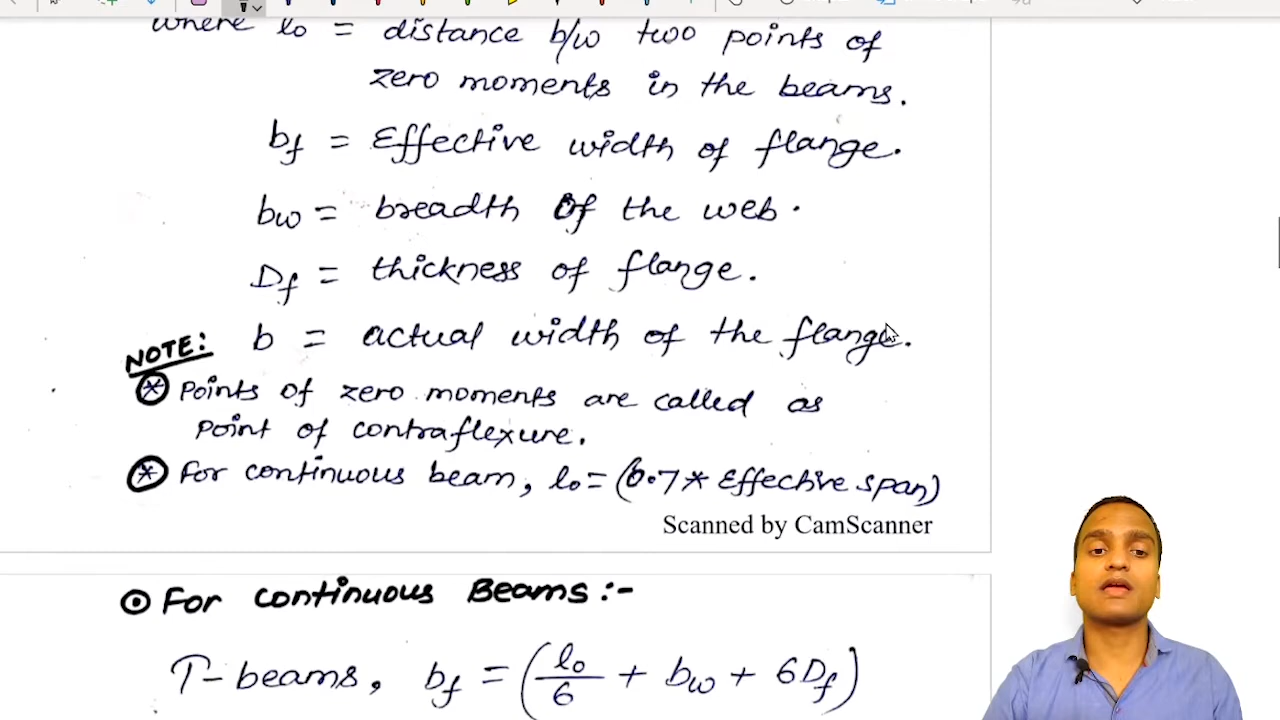 where lo = distance b/w two points of
zero moments in the beams.
bf = Effective width of flange.
bw = breadth of the web.
Df = thickness of flange.
NOTE: b = actual width of the flange.
* Points of zero moments are called as
Point of contraflexure.
* For continuous beam, lo = (0.7 * Effective span)
Scanned by CamScanner
⊙ For continuous Beams :-
T-beams, bf = (lo/6 + bw + 6Df)